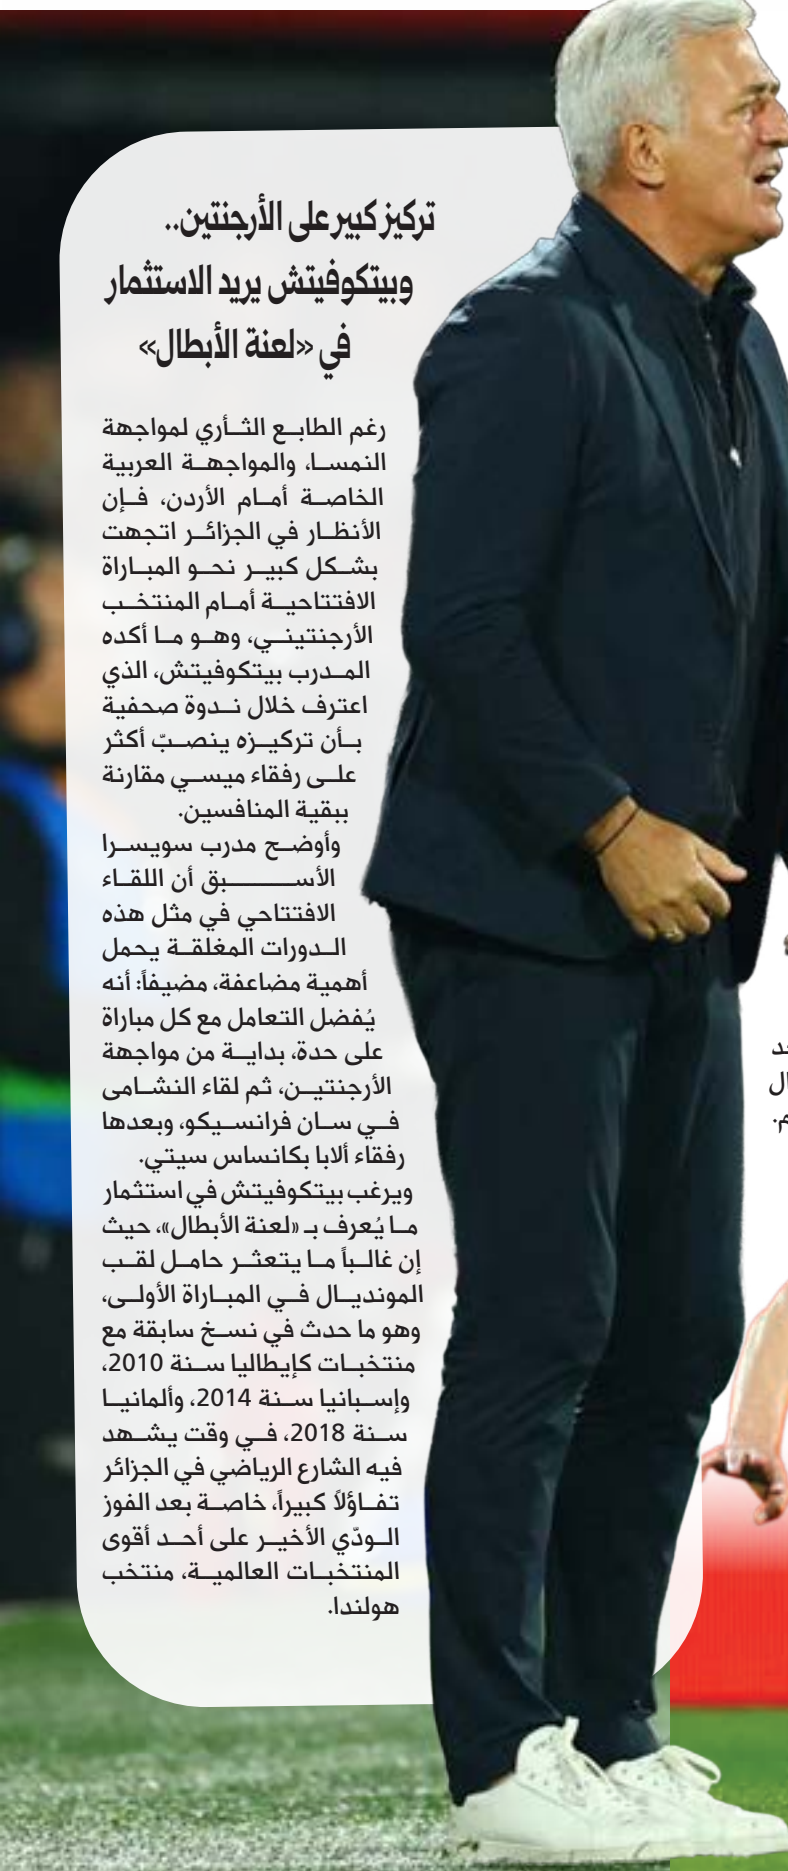 تركيز كبير على الأرجنتين..
وبيتكوفيتش يريد الاستثمار
في «لعنة الأبطال»
رغم الطابع الثأري لمواجهة
النمسا، والمواجهة العربية
الخاصة أمام الأردن، فإن
الأنظار في الجزائر اتجهت
بشكل كبير نحو المباراة
الافتتاحية أمام المنتخب
الأرجنتيني، وهو ما أكده
المدرب بيتكوفيتش، الذي
اعترف خلال ندوة صحفية
بأن تركيزه ينصبّ أكثر
على رفقاء ميسي مقارنة
ببقية المنافسين.
وأوضح مدرب سويسرا
الأسبق أن اللقاء
الافتتاحي في مثل هذه
الدورات المغلقة يحمل
أهمية مضاعفة، مضيفاً: أنه
يُفضل التعامل مع كل مباراة
على حدة، بداية من مواجهة
الأرجنتين، ثم لقاء النشامى
في سان فرانسيكو، وبعدها
رفقاء ألابا بكانساس سيتي.
ويرغب بيتكوفيتش في استثمار
ما يُعرف بـ «لعنة الأبطال»، حيث
إن غالباً ما يتعثر حامل لقب
المونديال في المباراة الأولى،
وهو ما حدث في نسخ سابقة مع
منتخبات كإيطاليا سنة 2010،
وإسبانيا سنة 2014، وألمانيا
سنة 2018، في وقت يشهد
فيه الشارع الرياضي في الجزائر
تفاؤلاً كبيراً، خاصة بعد الفوز
الودّي الأخير على أحد أقوى
المنتخبات العالمية، منتخب
هولندا.